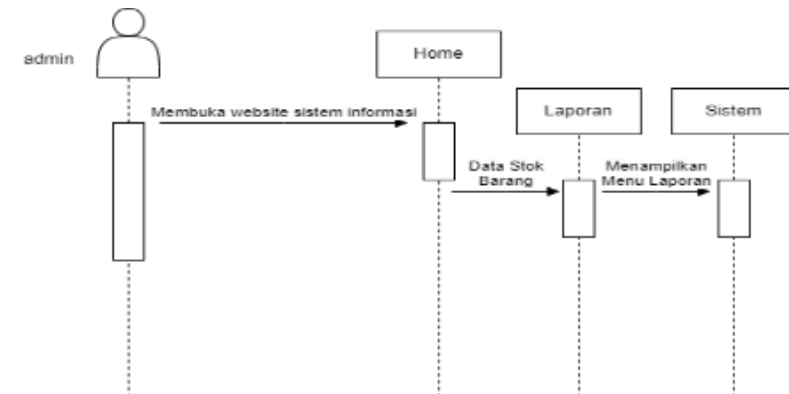 admin
Home
Membuka website sistem informasi
Laporan
Sistem
Data Stok
Barang
Menampilkan
Menu Laporan